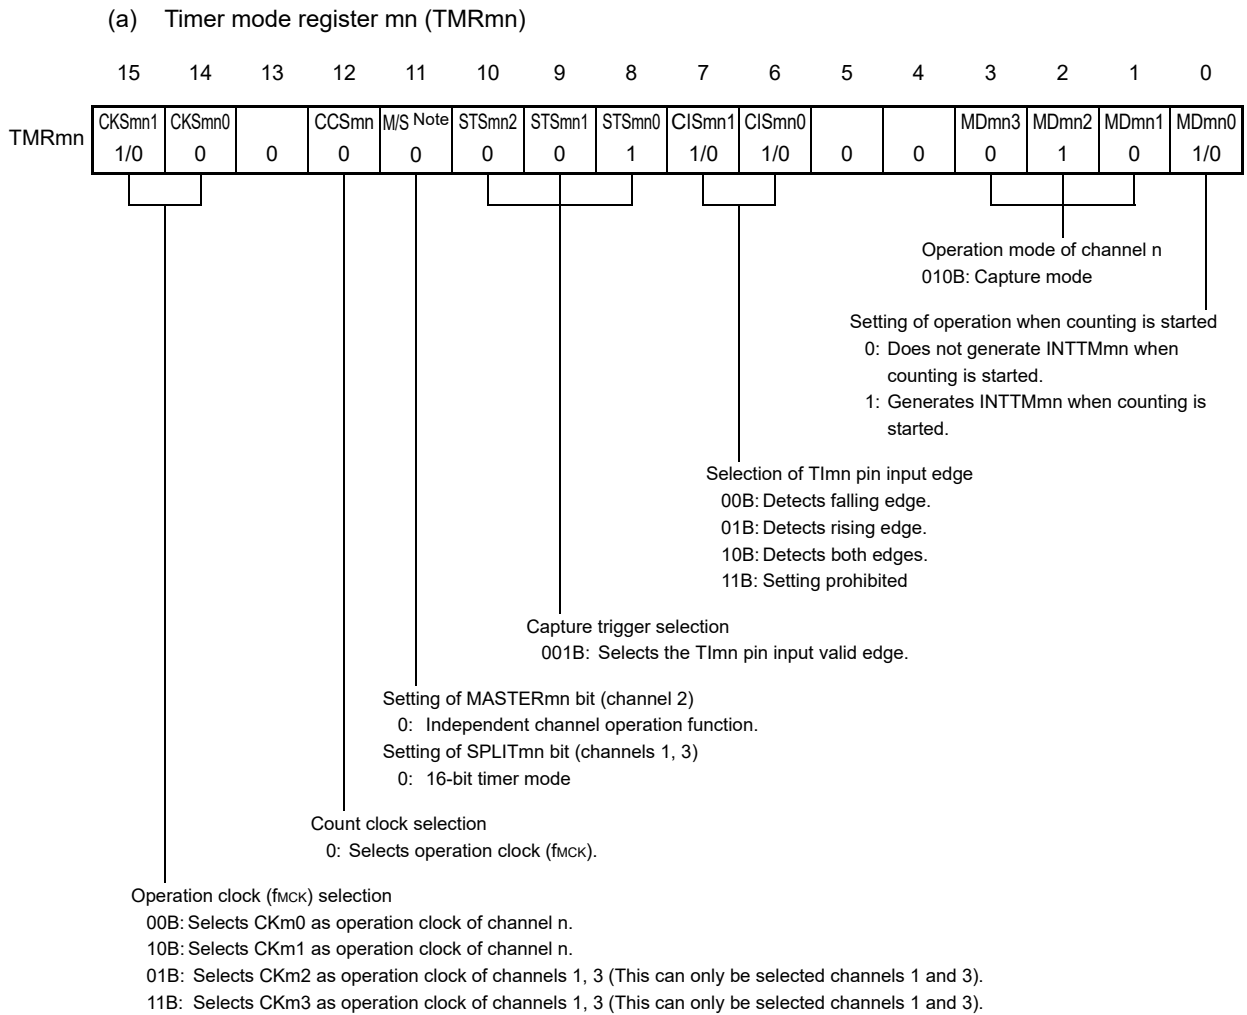 (a) Timer mode register mn (TMRmn)
15 14 13 12 11 10 9 8 7 6 5 4 3 2 1 0
TMRmn CKSmn1 CKSmn0 CCSmn M/S Note STSmn2 STSmn1 STSmn0 CISmn1 CISmn0 MDmn3 MDmn2 MDmn1 MDmn0
1/0 0 0 0 0 0 0 1 1/0 1/0 0 0 0 1 0 1/0
Operation mode of channel n
010B: Capture mode
Setting of operation when counting is started
0: Does not generate INTTMmn when
counting is started.
1: Generates INTTMmn when counting is
started.
Selection of TImn pin input edge
00B: Detects falling edge.
01B: Detects rising edge.
10B: Detects both edges.
11B: Setting prohibited
Capture trigger selection
001B: Selects the TImn pin input valid edge.
Setting of MASTERmn bit (channel 2)
0: Independent channel operation function.
Setting of SPLITmn bit (channels 1, 3)
0: 16-bit timer mode
Count clock selection
0: Selects operation clock (fMCK).
Operation clock (fMCK) selection
00B: Selects CKm0 as operation clock of channel n.
10B: Selects CKm1 as operation clock of channel n.
01B: Selects CKm2 as operation clock of channels 1, 3 (This can only be selected channels 1 and 3).
11B: Selects CKm3 as operation clock of channels 1, 3 (This can only be selected channels 1 and 3).